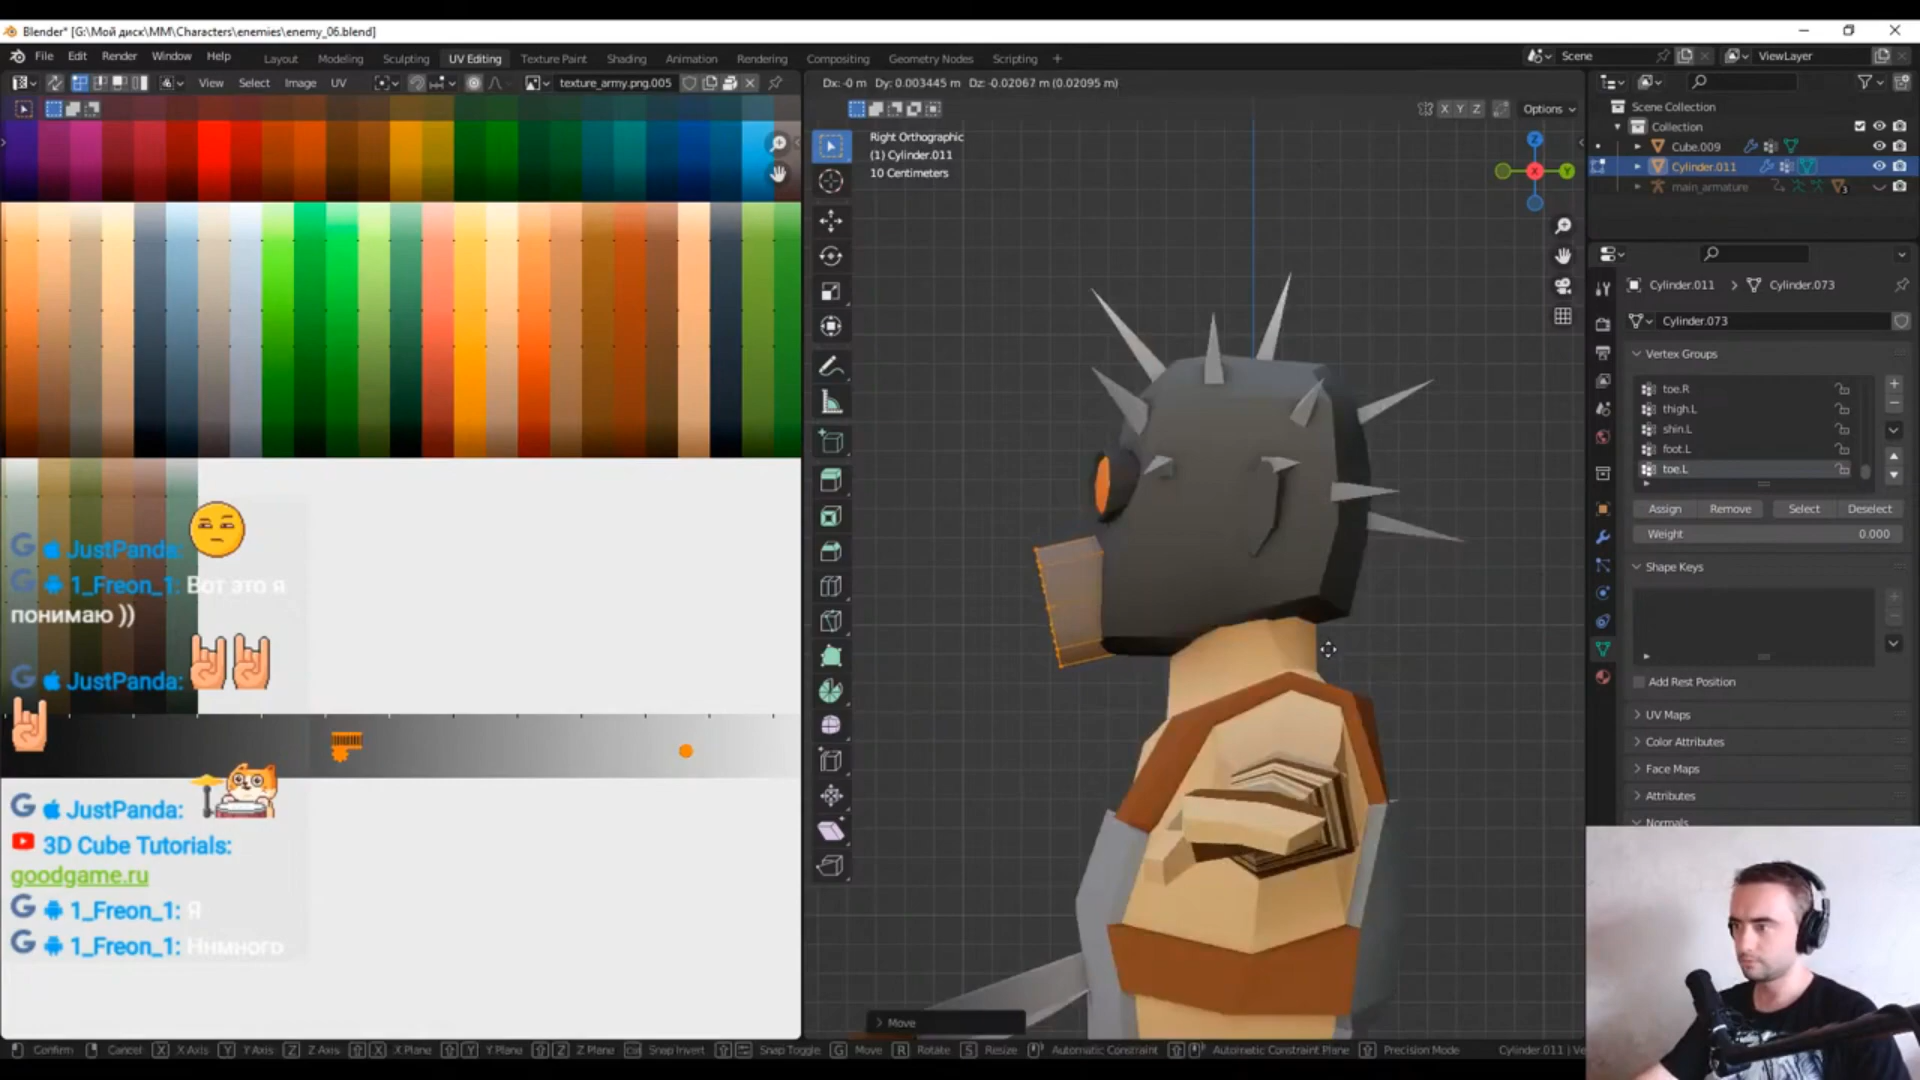 Blender* [G:\Мой диск\MM\Characters\enemies\enemy_06.blend]
File Edit Render Window Help
Layout Modeling Sculpting UV Editing Texture Paint Shading Animation Rendering Compositing Geometry Nodes Scripting +
Scene
ViewLayer
View Select Image UV
texture_army.png.005
Dx: -0 m Dy: 0.003445 m Dz: -0.02067 m (0.02095 m)
X Y Z
Options
Right Orthographic
(1) Cylinder.011
10 Centimeters
Z
Y
X
Scene Collection
Collection
Cube.009
Cylinder.011
main_armature
3
Cylinder.011 > Cylinder.073
Cylinder.073
Vertex Groups
toe.R
thigh.L
shin.L
foot.L
toe.L
Assign Remove Select Deselect
Weight 0.000
Shape Keys
Add Rest Position
UV Maps
Color Attributes
Face Maps
Attributes
Normals
JustPanda:
1_Freon_1: Вот это я
понимаю ))
JustPanda:
JustPanda:
3D Cube Tutorials:
goodgame.ru
1_Freon_1: Я
1_Freon_1: Ннмного
> Move
Confirm Cancel X X Axis Y Y Axis Z Z Axis X X Plane Y Y Plane Z Z Plane Snap Invert Snap Toggle G Move R Rotate S Resize Automatic Constraint Automatic Constraint Plane Precision Mode Cylinder.011 | Ve